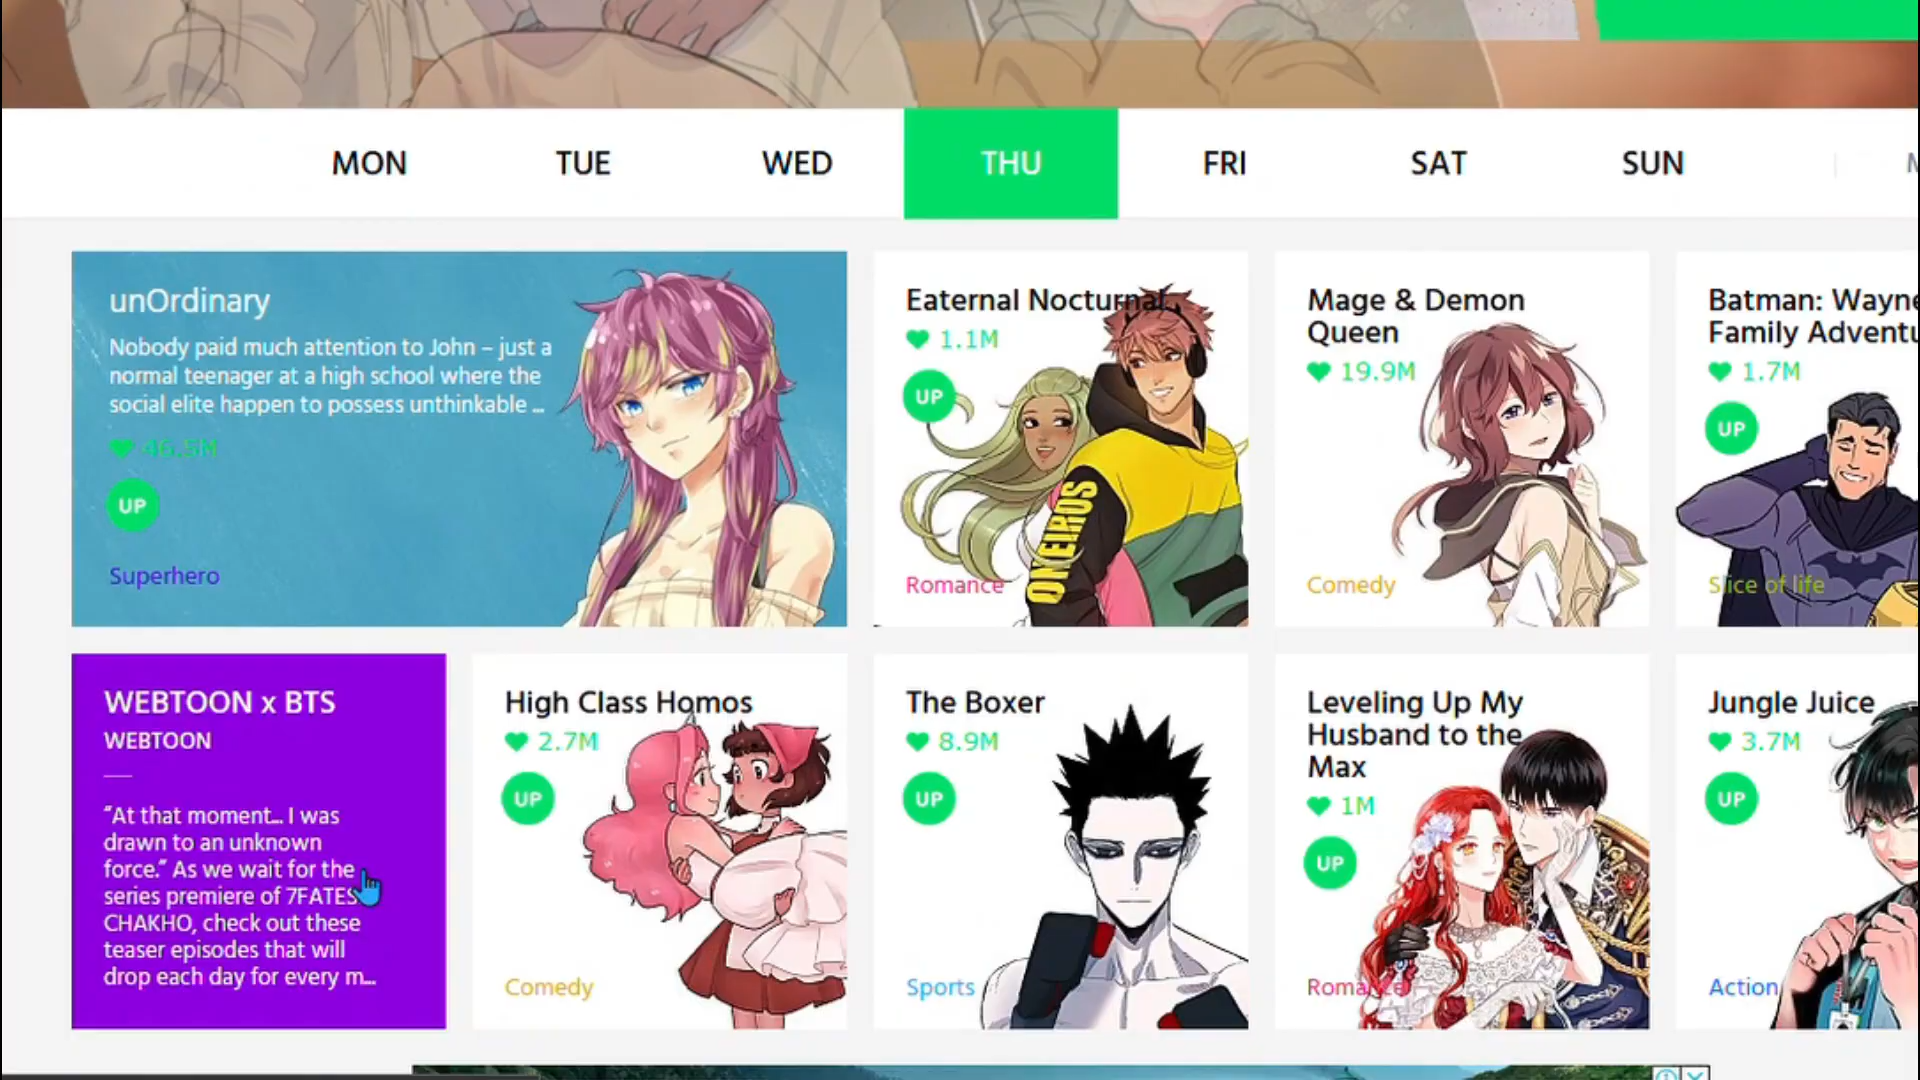 MON TUE WED THU FRI SAT SUN
unOrdinary
Nobody paid much attention to John – just a
normal teenager at a high school where the
social elite happen to possess unthinkable ...
46.5M
UP
Superhero
Eaternal Nocturnal
1.1M
UP
ONEIROS
Romance
Mage & Demon
Queen
19.9M
Comedy
Batman: Wayne
Family Adventu
1.7M
UP
Slice of life
WEBTOON x BTS
WEBTOON
“At that moment... I was
drawn to an unknown
force.” As we wait for the
series premiere of 7FATES
CHAKHO, check out these
teaser episodes that will
drop each day for every m...
High Class Homos
2.7M
UP
Comedy
The Boxer
8.9M
UP
Sports
Leveling Up My
Husband to the
Max
1M
UP
Romance
Jungle Juice
3.7M
UP
Action